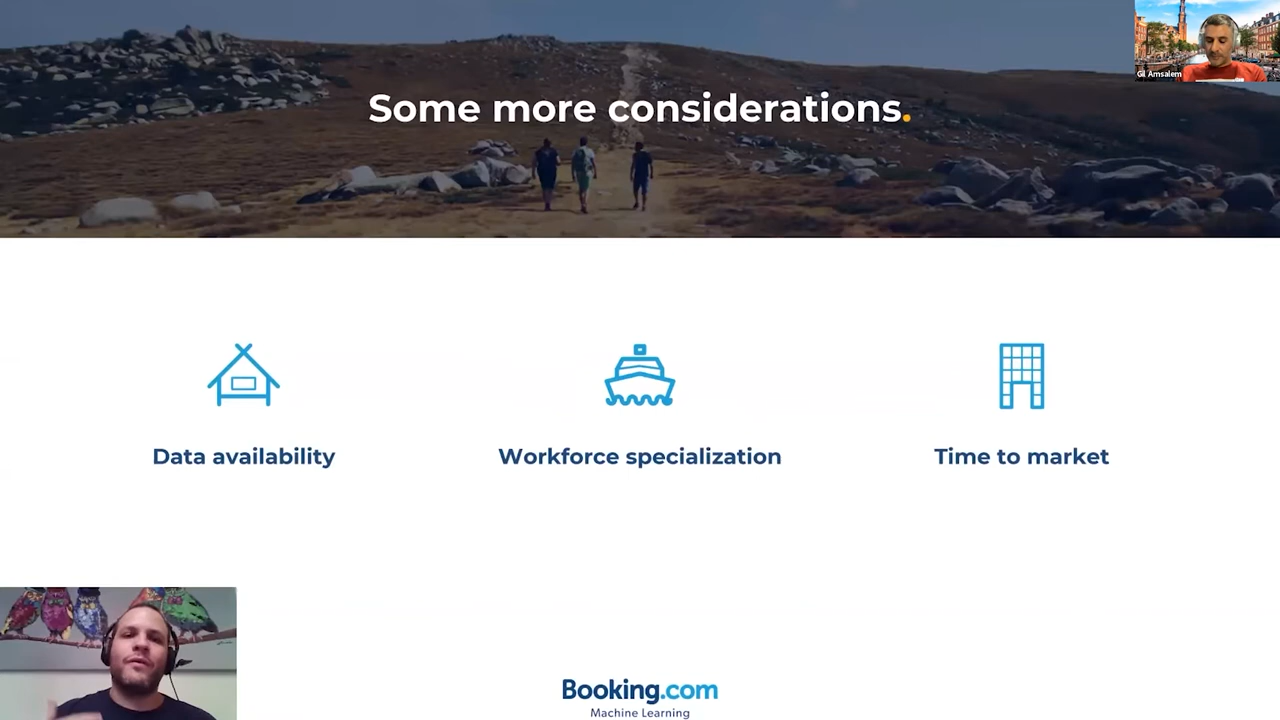 Gil Amsalem
Some more considerations.
Data availability
Workforce specialization
Time to market
Booking.com
Machine Learning